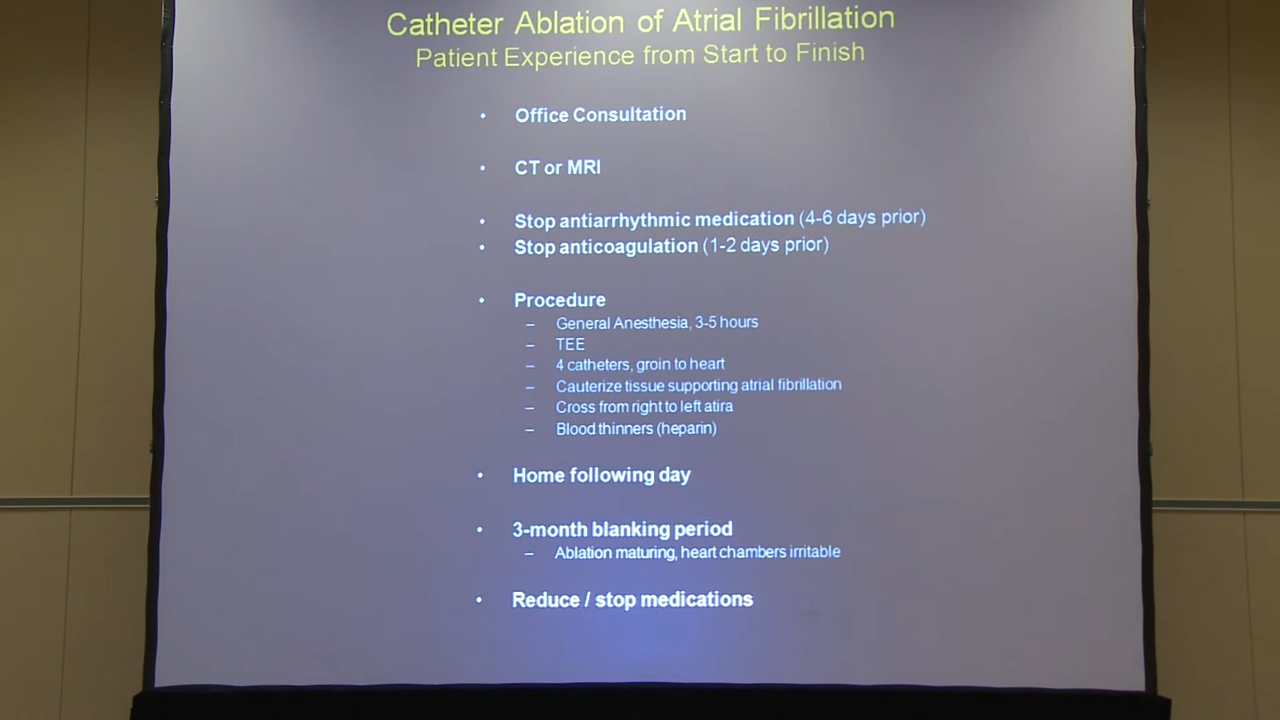 Catheter Ablation of Atrial Fibrillation
Patient Experience from Start to Finish
• Office Consultation
• CT or MRI
• Stop antiarrhythmic medication (4-6 days prior)
• Stop anticoagulation (1-2 days prior)
• Procedure
– General Anesthesia, 3-5 hours
– TEE
– 4 catheters, groin to heart
– Cauterize tissue supporting atrial fibrillation
– Cross from right to left atira
– Blood thinners (heparin)
• Home following day
• 3-month blanking period
– Ablation maturing, heart chambers irritable
• Reduce / stop medications